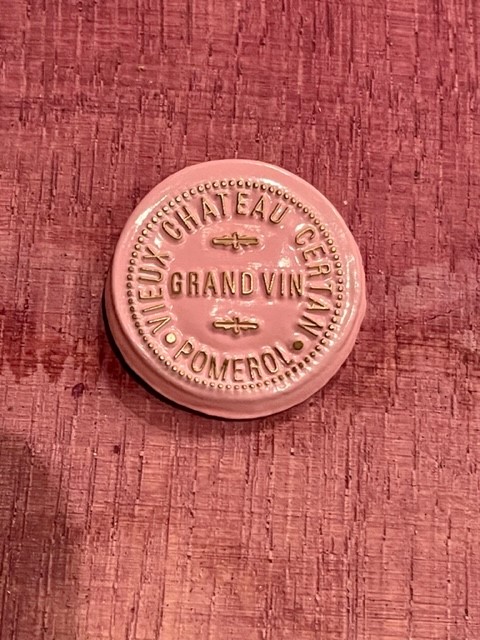 VIEUX CHATEAU CERTAN
GRAND VIN
• POMEROL •